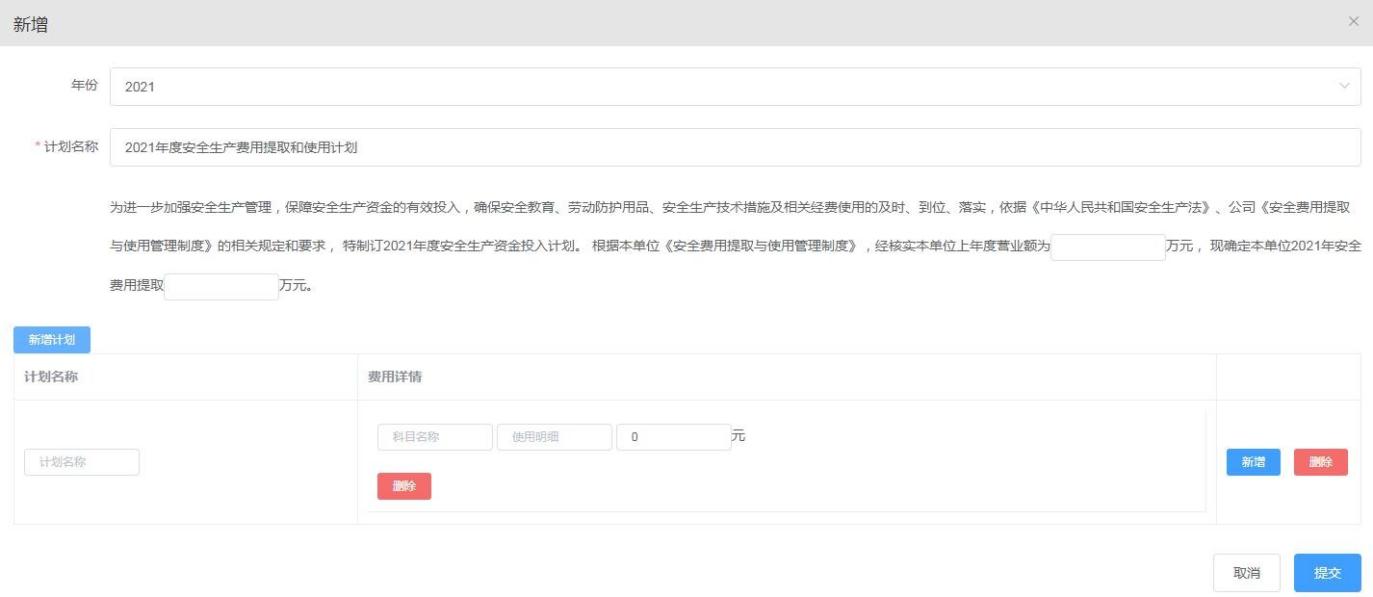 新增
年份 2021
* 计划名称 2021年度安全生产费用提取和使用计划
为进一步加强安全生产管理，保障安全生产资金的有效投入，确保安全教育、劳动防护用品、安全生产技术措施及相关经费使用的及时、到位、落实，依据《中华人民共和国安全生产法》、公司《安全费用提取
与使用管理制度》的相关规定和要求， 特制订2021年度安全生产资金投入计划。 根据本单位《安全费用提取与使用管理制度》，经核实本单位上年度营业额为 万元， 现确定本单位2021年安全
费用提取 万元。
新增计划
计划名称 费用详情
科目名称 使用明细 0 元
计划名称 新增 删除
删除
取消 提交